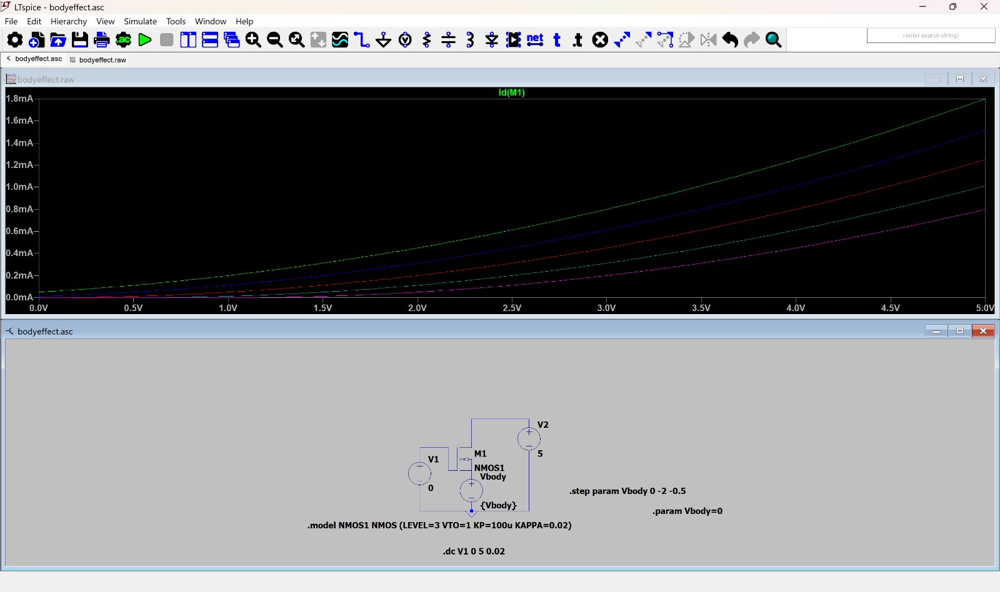 LTspice - bodyeffect.asc
File Edit Hierarchy View Simulate Tools Window Help
.ac net t .t <enter search string>
bodyeffect.asc bodyeffect.raw
bodyeffect.raw
Id(M1)
1.8mA
1.6mA
1.4mA
1.2mA
1.0mA
0.8mA
0.6mA
0.4mA
0.2mA
0.0mA
0.0V 0.5V 1.0V 1.5V 2.0V 2.5V 3.0V 3.5V 4.0V 4.5V 5.0V
bodyeffect.asc
V2
M1 5
V1
NMOS1
Vbody
0
.step param Vbody 0 -2 -0.5
{Vbody}
.param Vbody=0
.model NMOS1 NMOS (LEVEL=3 VTO=1 KP=100u KAPPA=0.02)
.dc V1 0 5 0.02